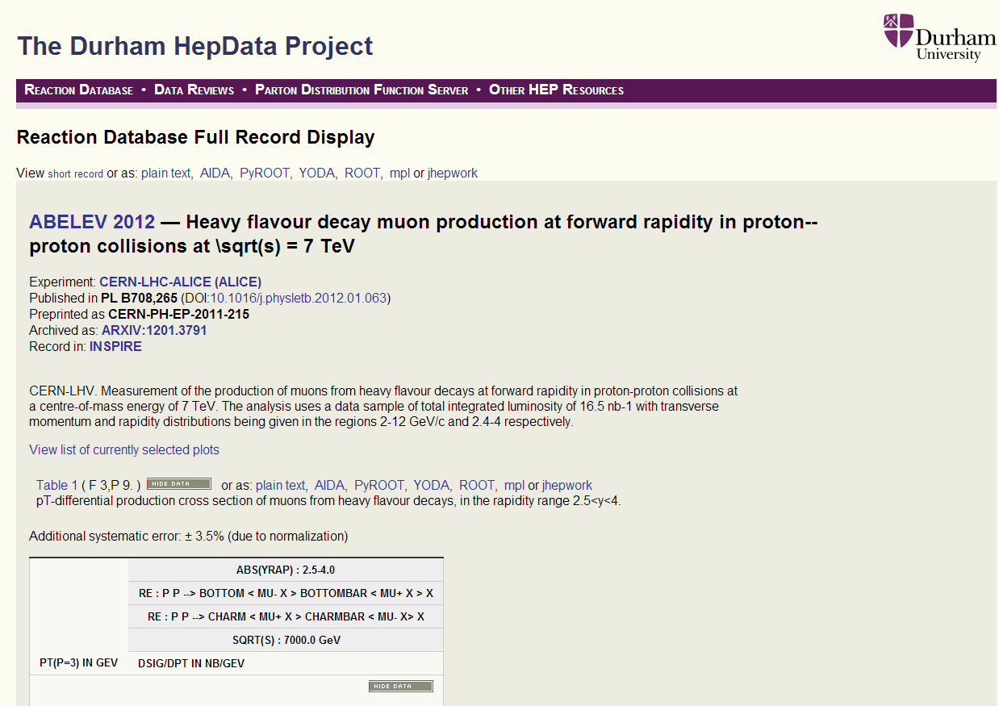 Durham
University
The Durham HepData Project
REACTION DATABASE • DATA REVIEWS • PARTON DISTRIBUTION FUNCTION SERVER • OTHER HEP RESOURCES
Reaction Database Full Record Display
View short record or as: plain text, AIDA, PyROOT, YODA, ROOT, mpl or jhepwork
ABELEV 2012 — Heavy flavour decay muon production at forward rapidity in proton--
proton collisions at \sqrt(s) = 7 TeV
Experiment: CERN-LHC-ALICE (ALICE)
Published in PL B708,265 (DOI:10.1016/j.physletb.2012.01.063)
Preprinted as CERN-PH-EP-2011-215
Archived as: ARXIV:1201.3791
Record in: INSPIRE
CERN-LHV. Measurement of the production of muons from heavy flavour decays at forward rapidity in proton-proton collisions at
a centre-of-mass energy of 7 TeV. The analysis uses a data sample of total integrated luminosity of 16.5 nb-1 with transverse
momentum and rapidity distributions being given in the regions 2-12 GeV/c and 2.4-4 respectively.
View list of currently selected plots
Table 1 ( F 3,P 9. ) HIDE DATA or as: plain text, AIDA, PyROOT, YODA, ROOT, mpl or jhepwork
pT-differential production cross section of muons from heavy flavour decays, in the rapidity range 2.5<y<4.
Additional systematic error: ± 3.5% (due to normalization)
ABS(YRAP) : 2.5-4.0
RE : P P --> BOTTOM < MU- X > BOTTOMBAR < MU+ X > X
RE : P P --> CHARM < MU+ X > CHARMBAR < MU- X> X
SQRT(S) : 7000.0 GeV
PT(P=3) IN GEV DSIG/DPT IN NB/GEV
HIDE DATA